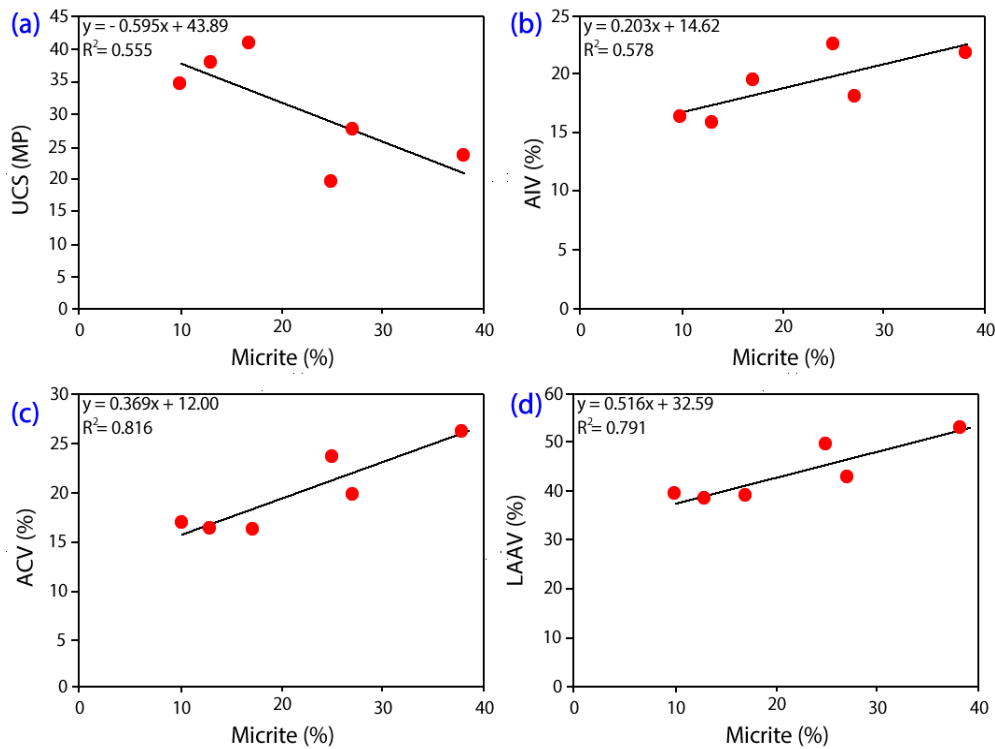 (a)
y = - 0.595x + 43.89
R²= 0.555
45
40
35
30
25
20
15
10
5
0
UCS (MP)
0
10
20
30
40
Micrite (%)
(b)
y = 0.203x + 14.62
R²= 0.578
25
20
15
10
5
0
AIV (%)
0
10
20
30
40
Micrite (%)
(c)
y = 0.369x + 12.00
R²= 0.816
30
25
20
15
10
5
0
ACV (%)
0
10
20
30
40
Micrite (%)
(d)
y = 0.516x + 32.59
R²= 0.791
60
50
40
30
20
10
0
LAAV (%)
0
10
20
30
40
Micrite (%)